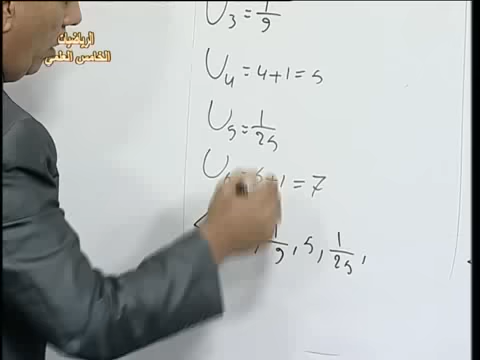 الرياضيات
الخامس العلمي
U₃ = 1/9
U₄ = 4+1 = 5
U₅ = 1/25
U = 6+1 = 7
, 1/9 , 5 , 1/25 ,